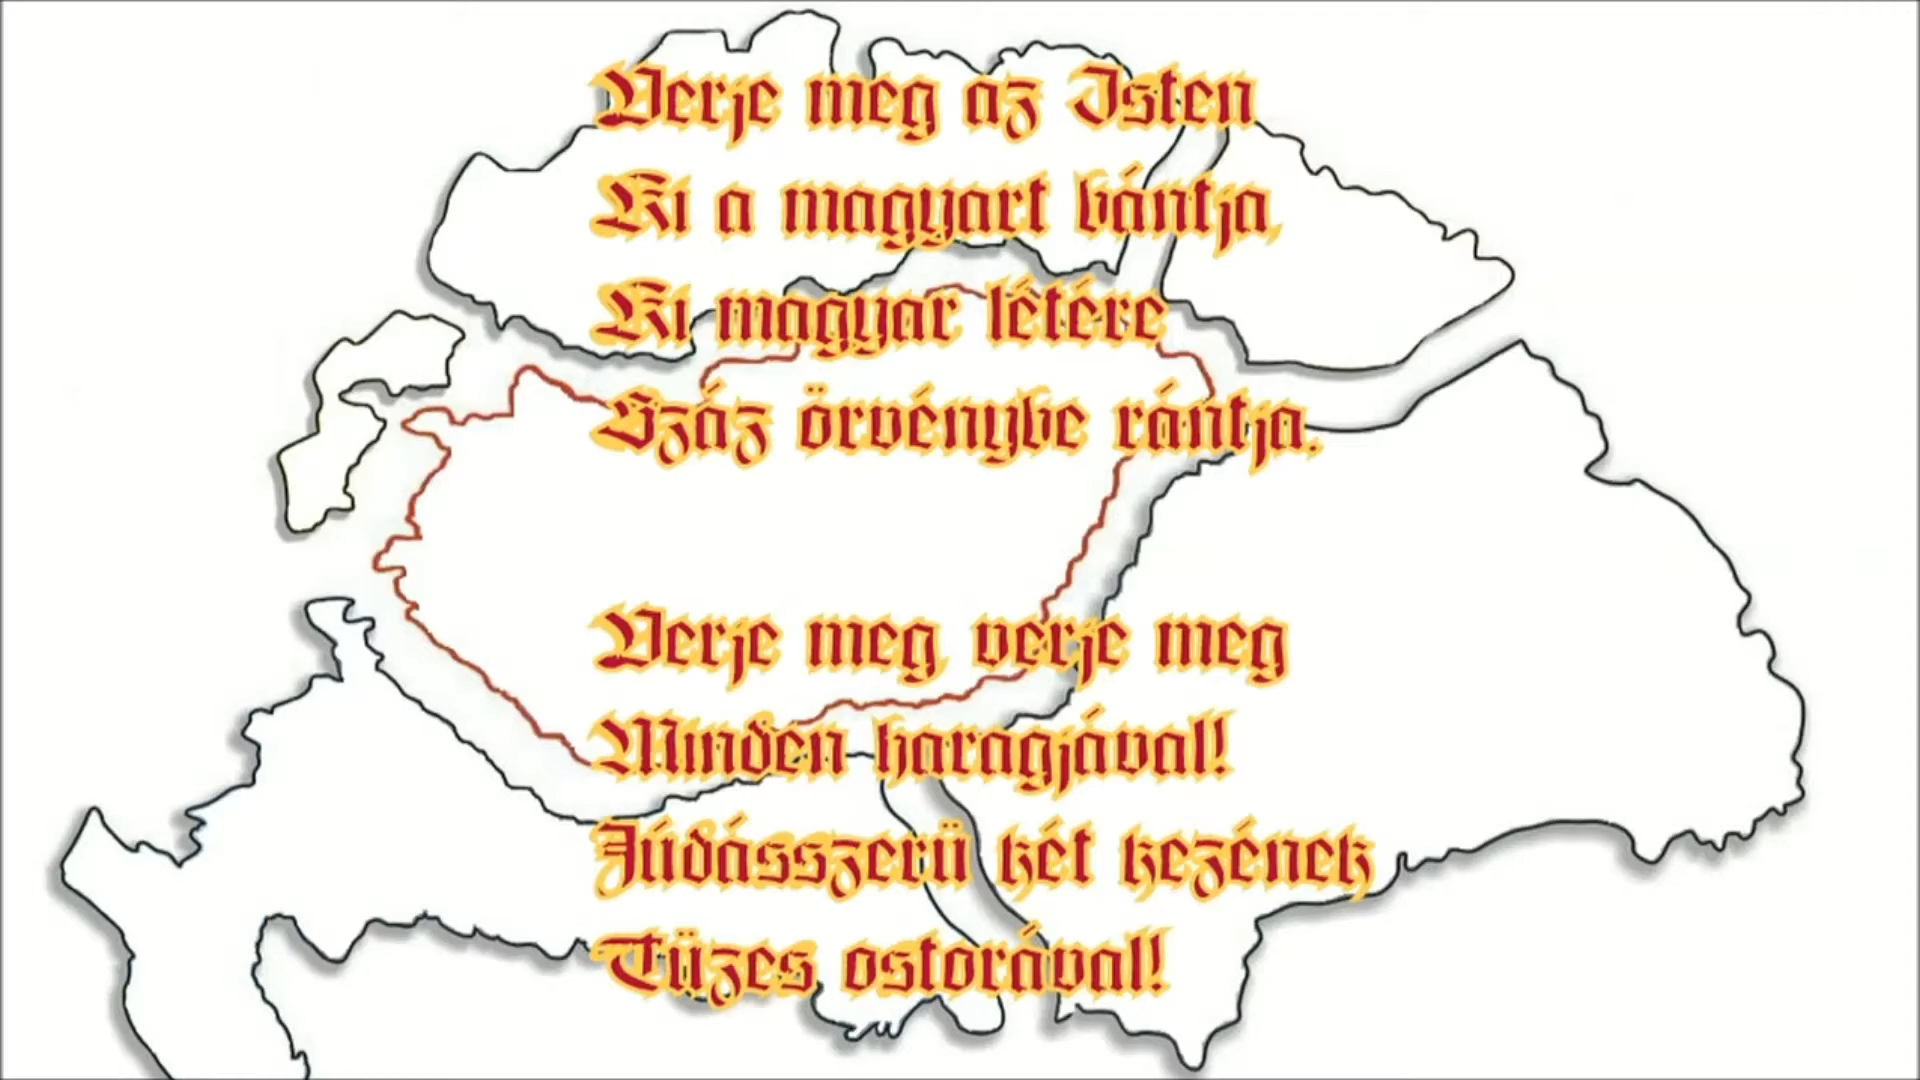 Verje meg az Isten
Ki a magyart bántja,
Ki magyar létére
Száz örvénybe rántja.
Verje meg, verje meg
Minden haragjával!
Júdásszerü két kezének
Tüzes ostorával!